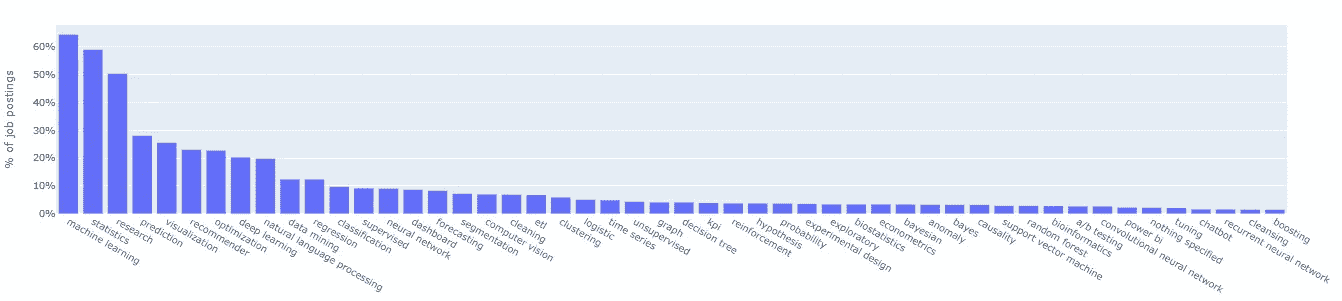 % of job postings
60%
50%
40%
30%
20%
10%
0%
machine learning
statistics
research
prediction
visualization
recommender
optimization
deep learning
natural language processing
data mining
regression
classification
supervised
neural network
dashboard
forecasting
segmentation
computer vision
cleaning
etl
clustering
logistic
time series
unsupervised
graph
decision tree
kpi
reinforcement
hypothesis
probability
experimental design
exploratory
biostatistics
econometrics
bayesian
anomaly
bayes
causality
support vector machine
random forest
bioinformatics
a/b testing
convolutional neural network
power bi
nothing specified
tuning
chatbot
recurrent neural network
cleansing
boosting